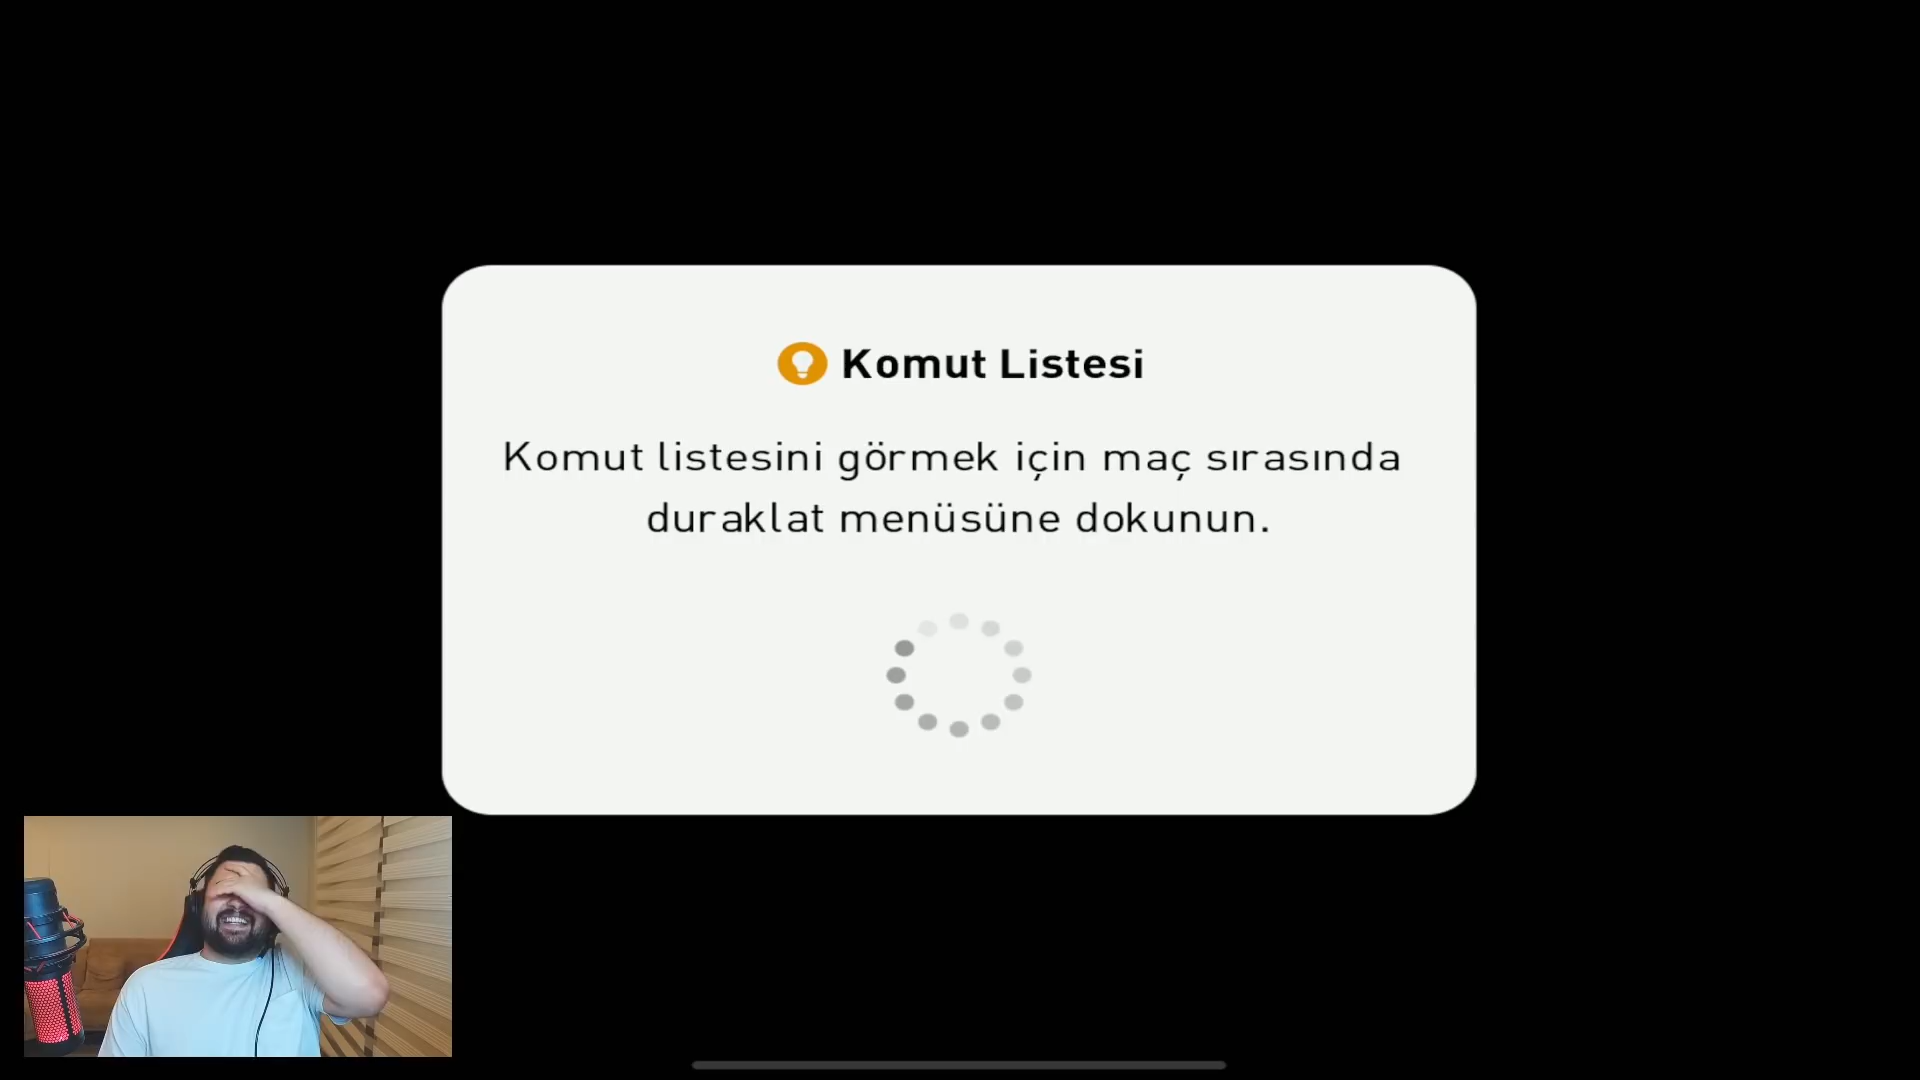 Komut Listesi
Komut listesini görmek için maç sırasında
duraklat menüsüne dokunun.